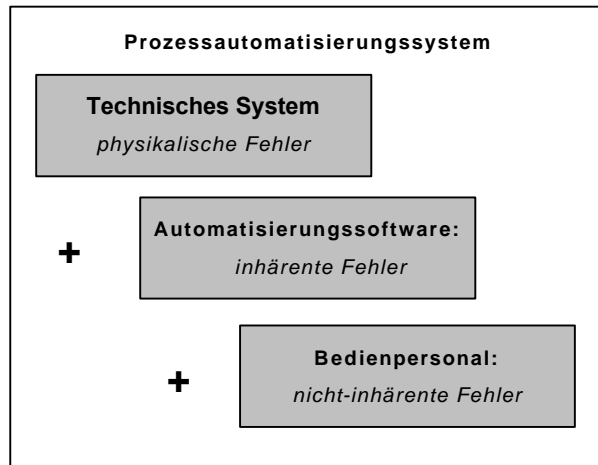 Prozessautomatisierungssystem
Technisches System
physikalische Fehler
+
Automatisierungssoftware:
inhärente Fehler
+
Bedienpersonal:
nicht-inhärente Fehler